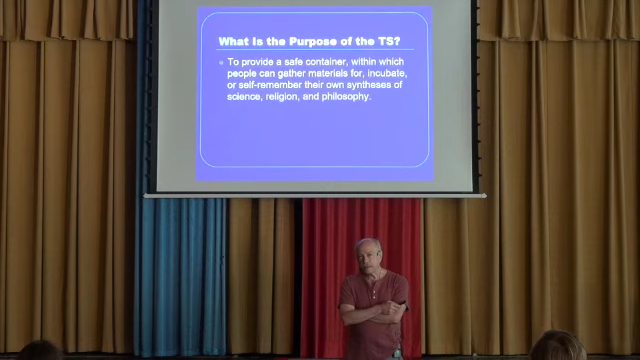 What Is the Purpose of the TS?
To provide a safe container, within which
people can gather materials for, incubate,
or self-remember their own syntheses of
science, religion, and philosophy.